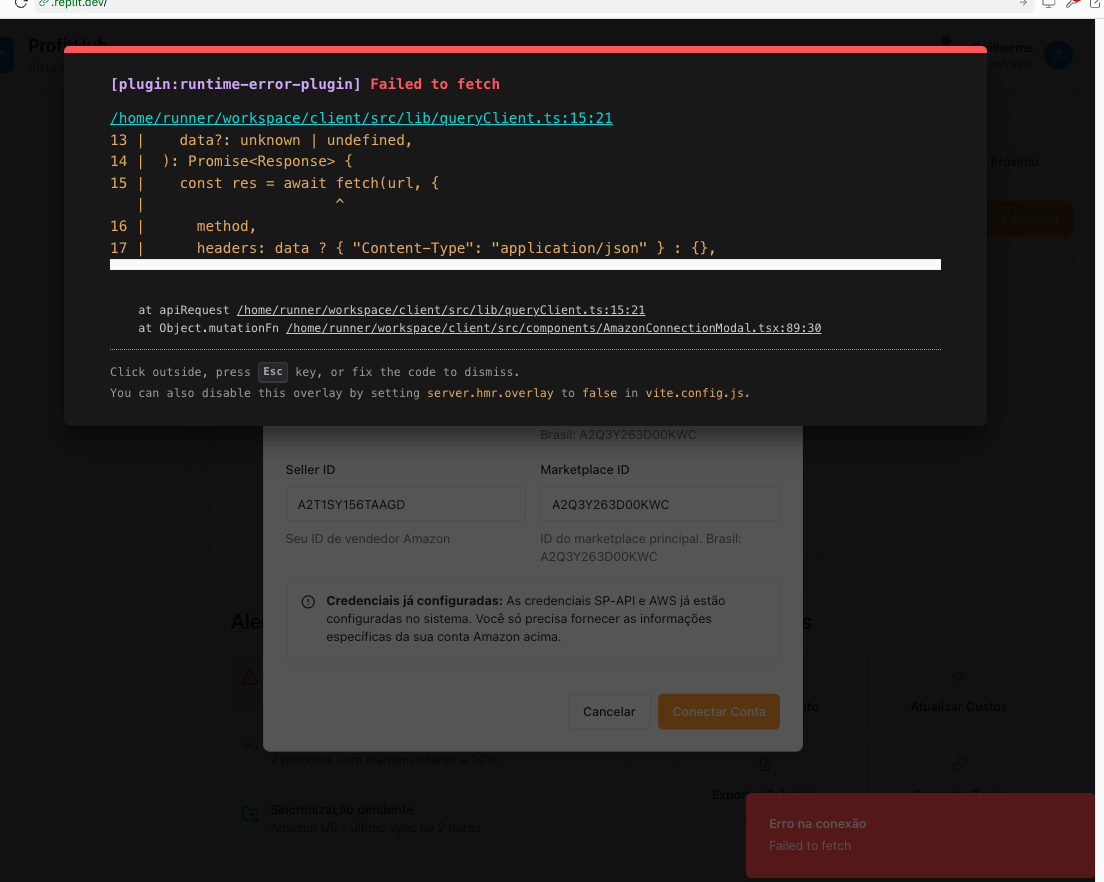 .replit.dev/
ProfitHub
[plugin:runtime-error-plugin] Failed to fetch
/home/runner/workspace/client/src/lib/queryClient.ts:15:21
13 |    data?: unknown | undefined,
14 |  ): Promise<Response> {
15 |    const res = await fetch(url, {
|                      ^
16 |      method,
17 |      headers: data ? { "Content-Type": "application/json" } : {},
at apiRequest /home/runner/workspace/client/src/lib/queryClient.ts:15:21
at Object.mutationFn /home/runner/workspace/client/src/components/AmazonConnectionModal.tsx:89:30
Click outside, press Esc key, or fix the code to dismiss.
You can also disable this overlay by setting server.hmr.overlay to false in vite.config.js.
Próximo
Brasil: A2Q3Y263D00KWC
Seller ID
Marketplace ID
A2T1SY156TAAGD
A2Q3Y263D00KWC
Seu ID de vendedor Amazon
ID do marketplace principal. Brasil:
A2Q3Y263D00KWC
Credenciais já configuradas: As credenciais SP-API e AWS já estão
configuradas no sistema. Você só precisa fornecer as informações
específicas da sua conta Amazon acima.
Cancelar
Conectar Conta
Atualizar Custos
2 produtos com margem inferior a 20%
Sincronização pendente
Amazon US - último sync há 2 horas
Erro na conexão
Failed to fetch